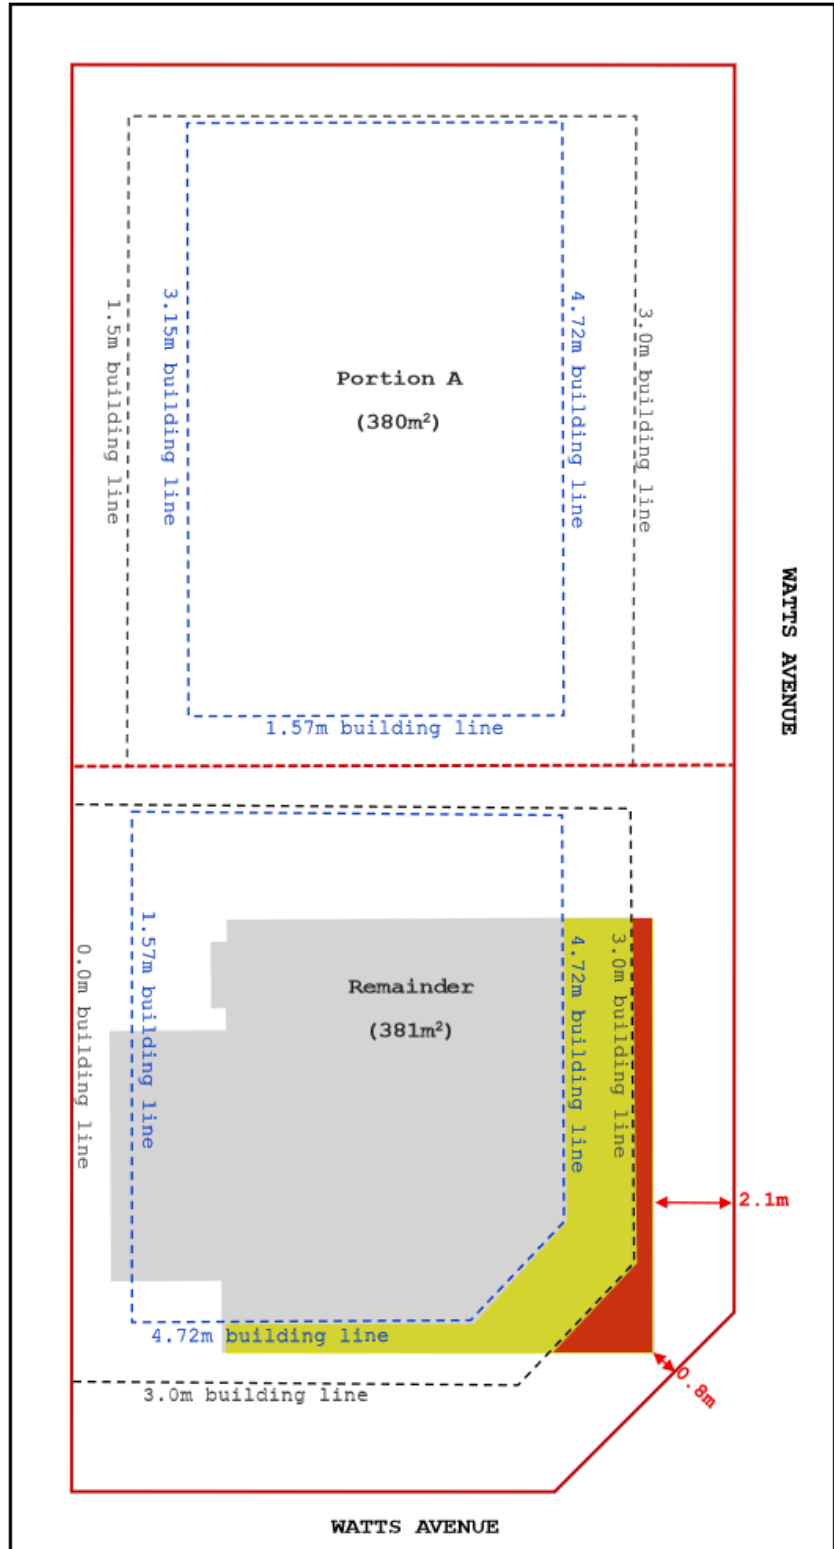 1.5m building line
3.15m building line
Portion A
(380m²)
4.72m building line
3.0m building line
WATTS AVENUE
1.57m building line
0.0m building line
1.57m building line
Remainder
(381m²)
4.72m building line
3.0m building line
2.1m
4.72m building line
3.0m building line
0.8m
WATTS AVENUE